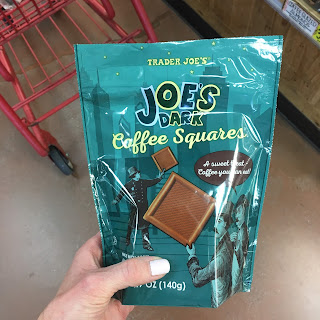 TRADER JOE'S
JOE'S
DARK
Coffee Squares
A sweet treat
Coffee you can eat!
OZ (140g)